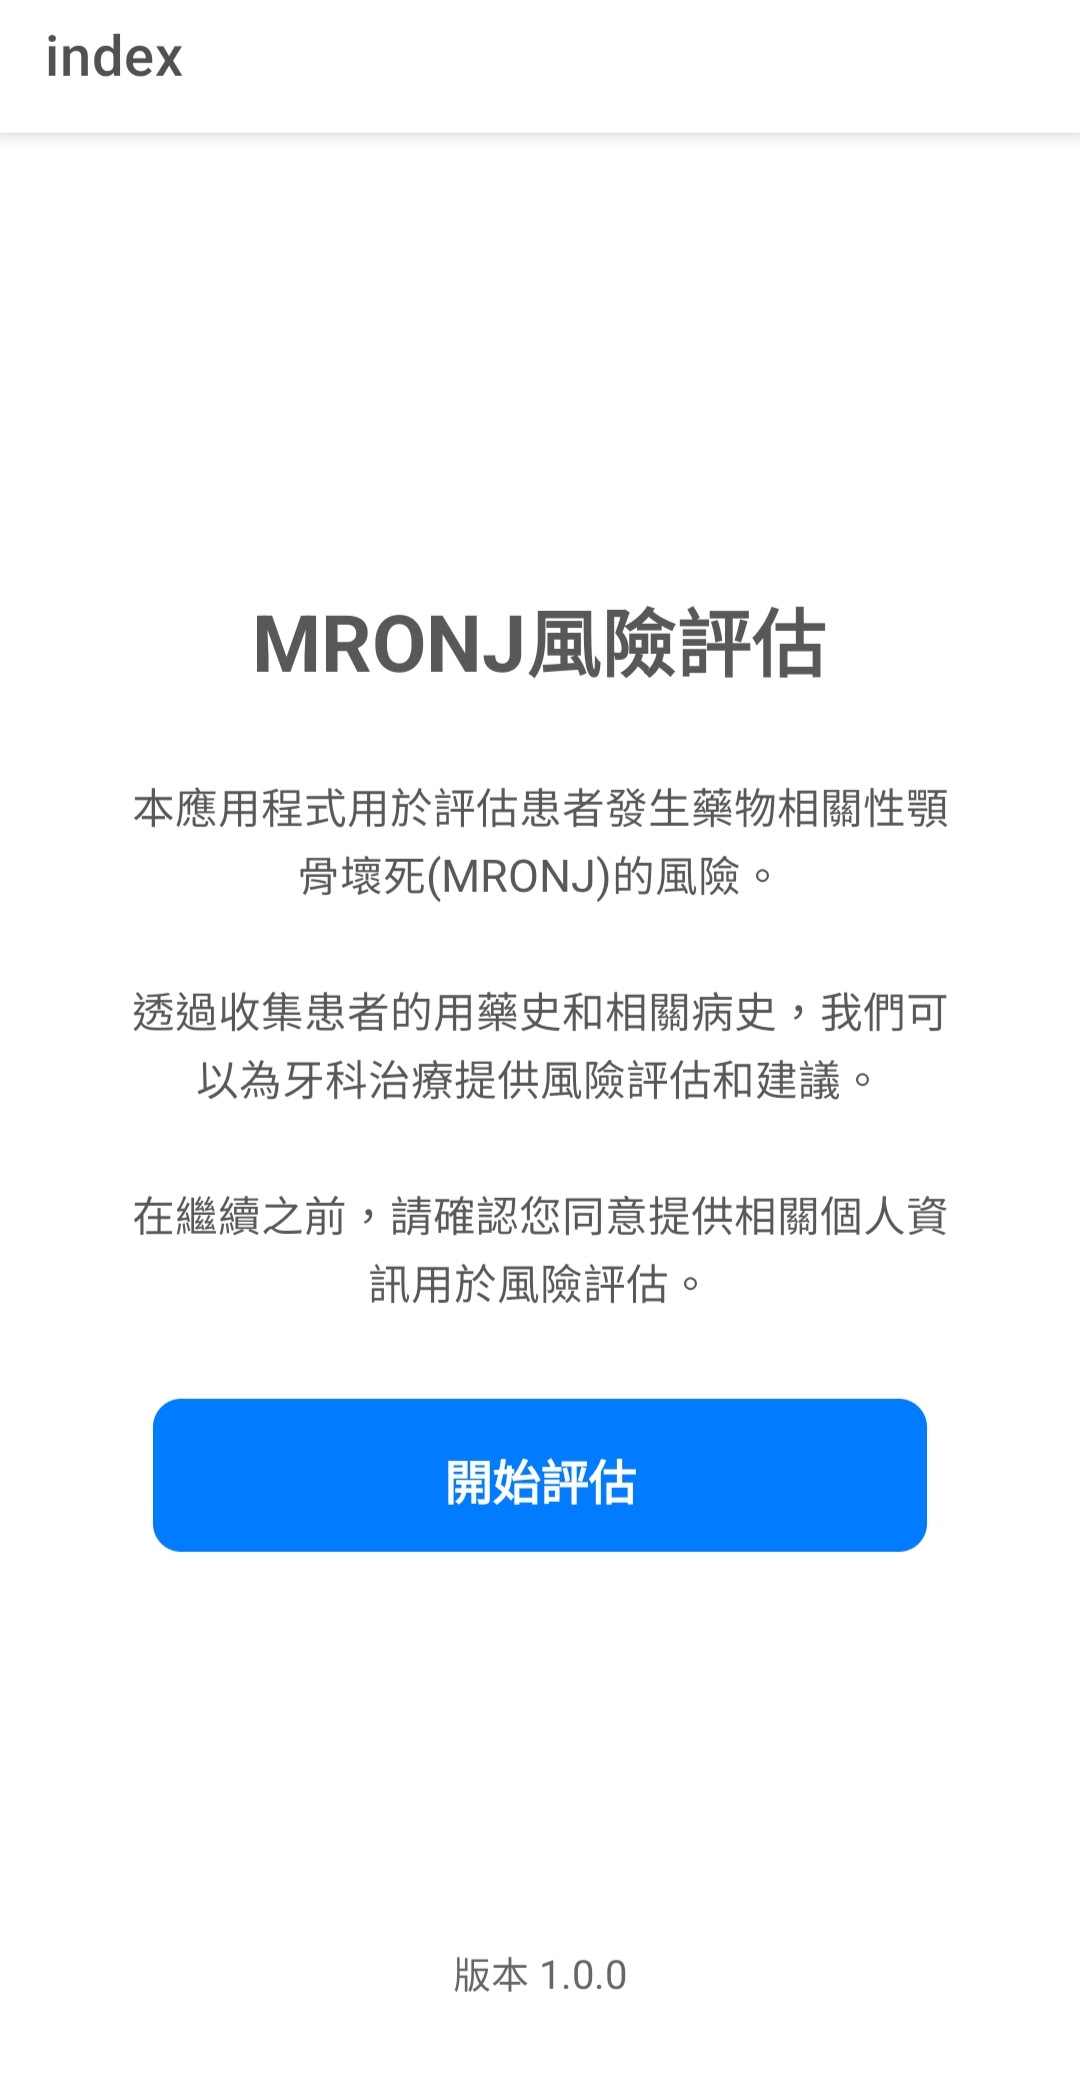 index
MRONJ風險評估
本應用程式用於評估患者發生藥物相關性顎
骨壞死(MRONJ)的風險。
透過收集患者的用藥史和相關病史，我們可
以為牙科治療提供風險評估和建議。
在繼續之前，請確認您同意提供相關個人資
訊用於風險評估。
開始評估
版本 1.0.0